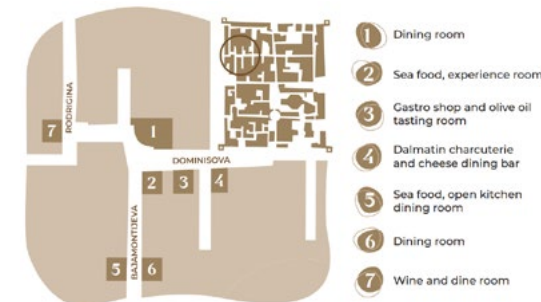 1 Dining room
2 Sea food, experience room
3 Gastro shop and olive oil
tasting room
4 Dalmatin charcuterie
and cheese dining bar
5 Sea food, open kitchen
dining room
6 Dining room
7 Wine and dine room
RODRIGINA
7
1
DOMINISOVA
2 3 4
BAJAMONTIJEVA
5 6